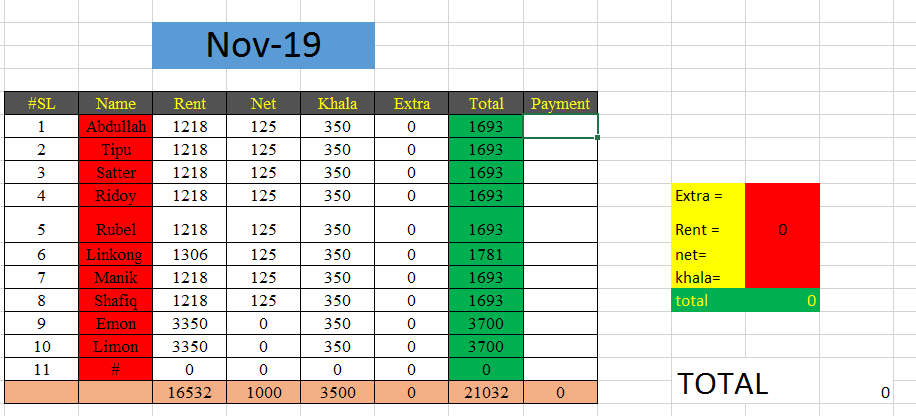 Nov-19
#SL Name Rent Net Khala Extra Total Payment
1 Abdullah 1218 125 350 0 1693
2 Tipu 1218 125 350 0 1693
3 Satter 1218 125 350 0 1693
4 Ridoy 1218 125 350 0 1693
Extra =
5 Rubel 1218 125 350 0 1693
Rent = 0
6 Linkong 1306 125 350 0 1781
net=
7 Manik 1218 125 350 0 1693
khala=
8 Shafiq 1218 125 350 0 1693
total 0
9 Emon 3350 0 350 0 3700
10 Limon 3350 0 350 0 3700
11 # 0 0 0 0 0
16532 1000 3500 0 21032 0
TOTAL 0